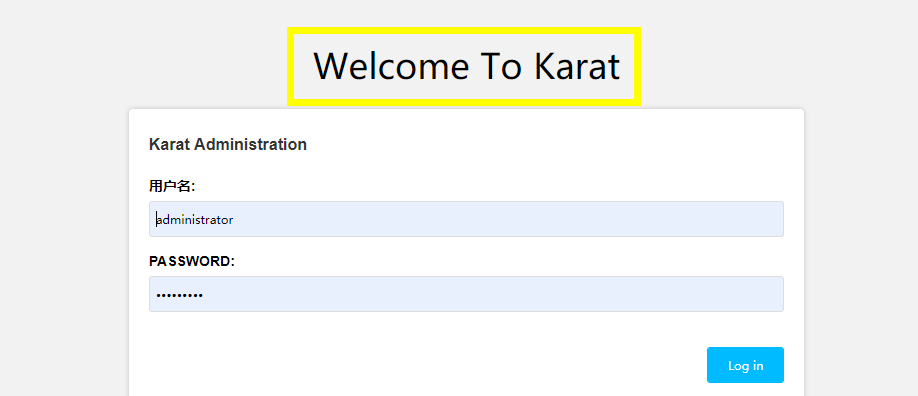 Welcome To Karat
Karat Administration
用户名:
administrator
PASSWORD:
•••••••••
Log in